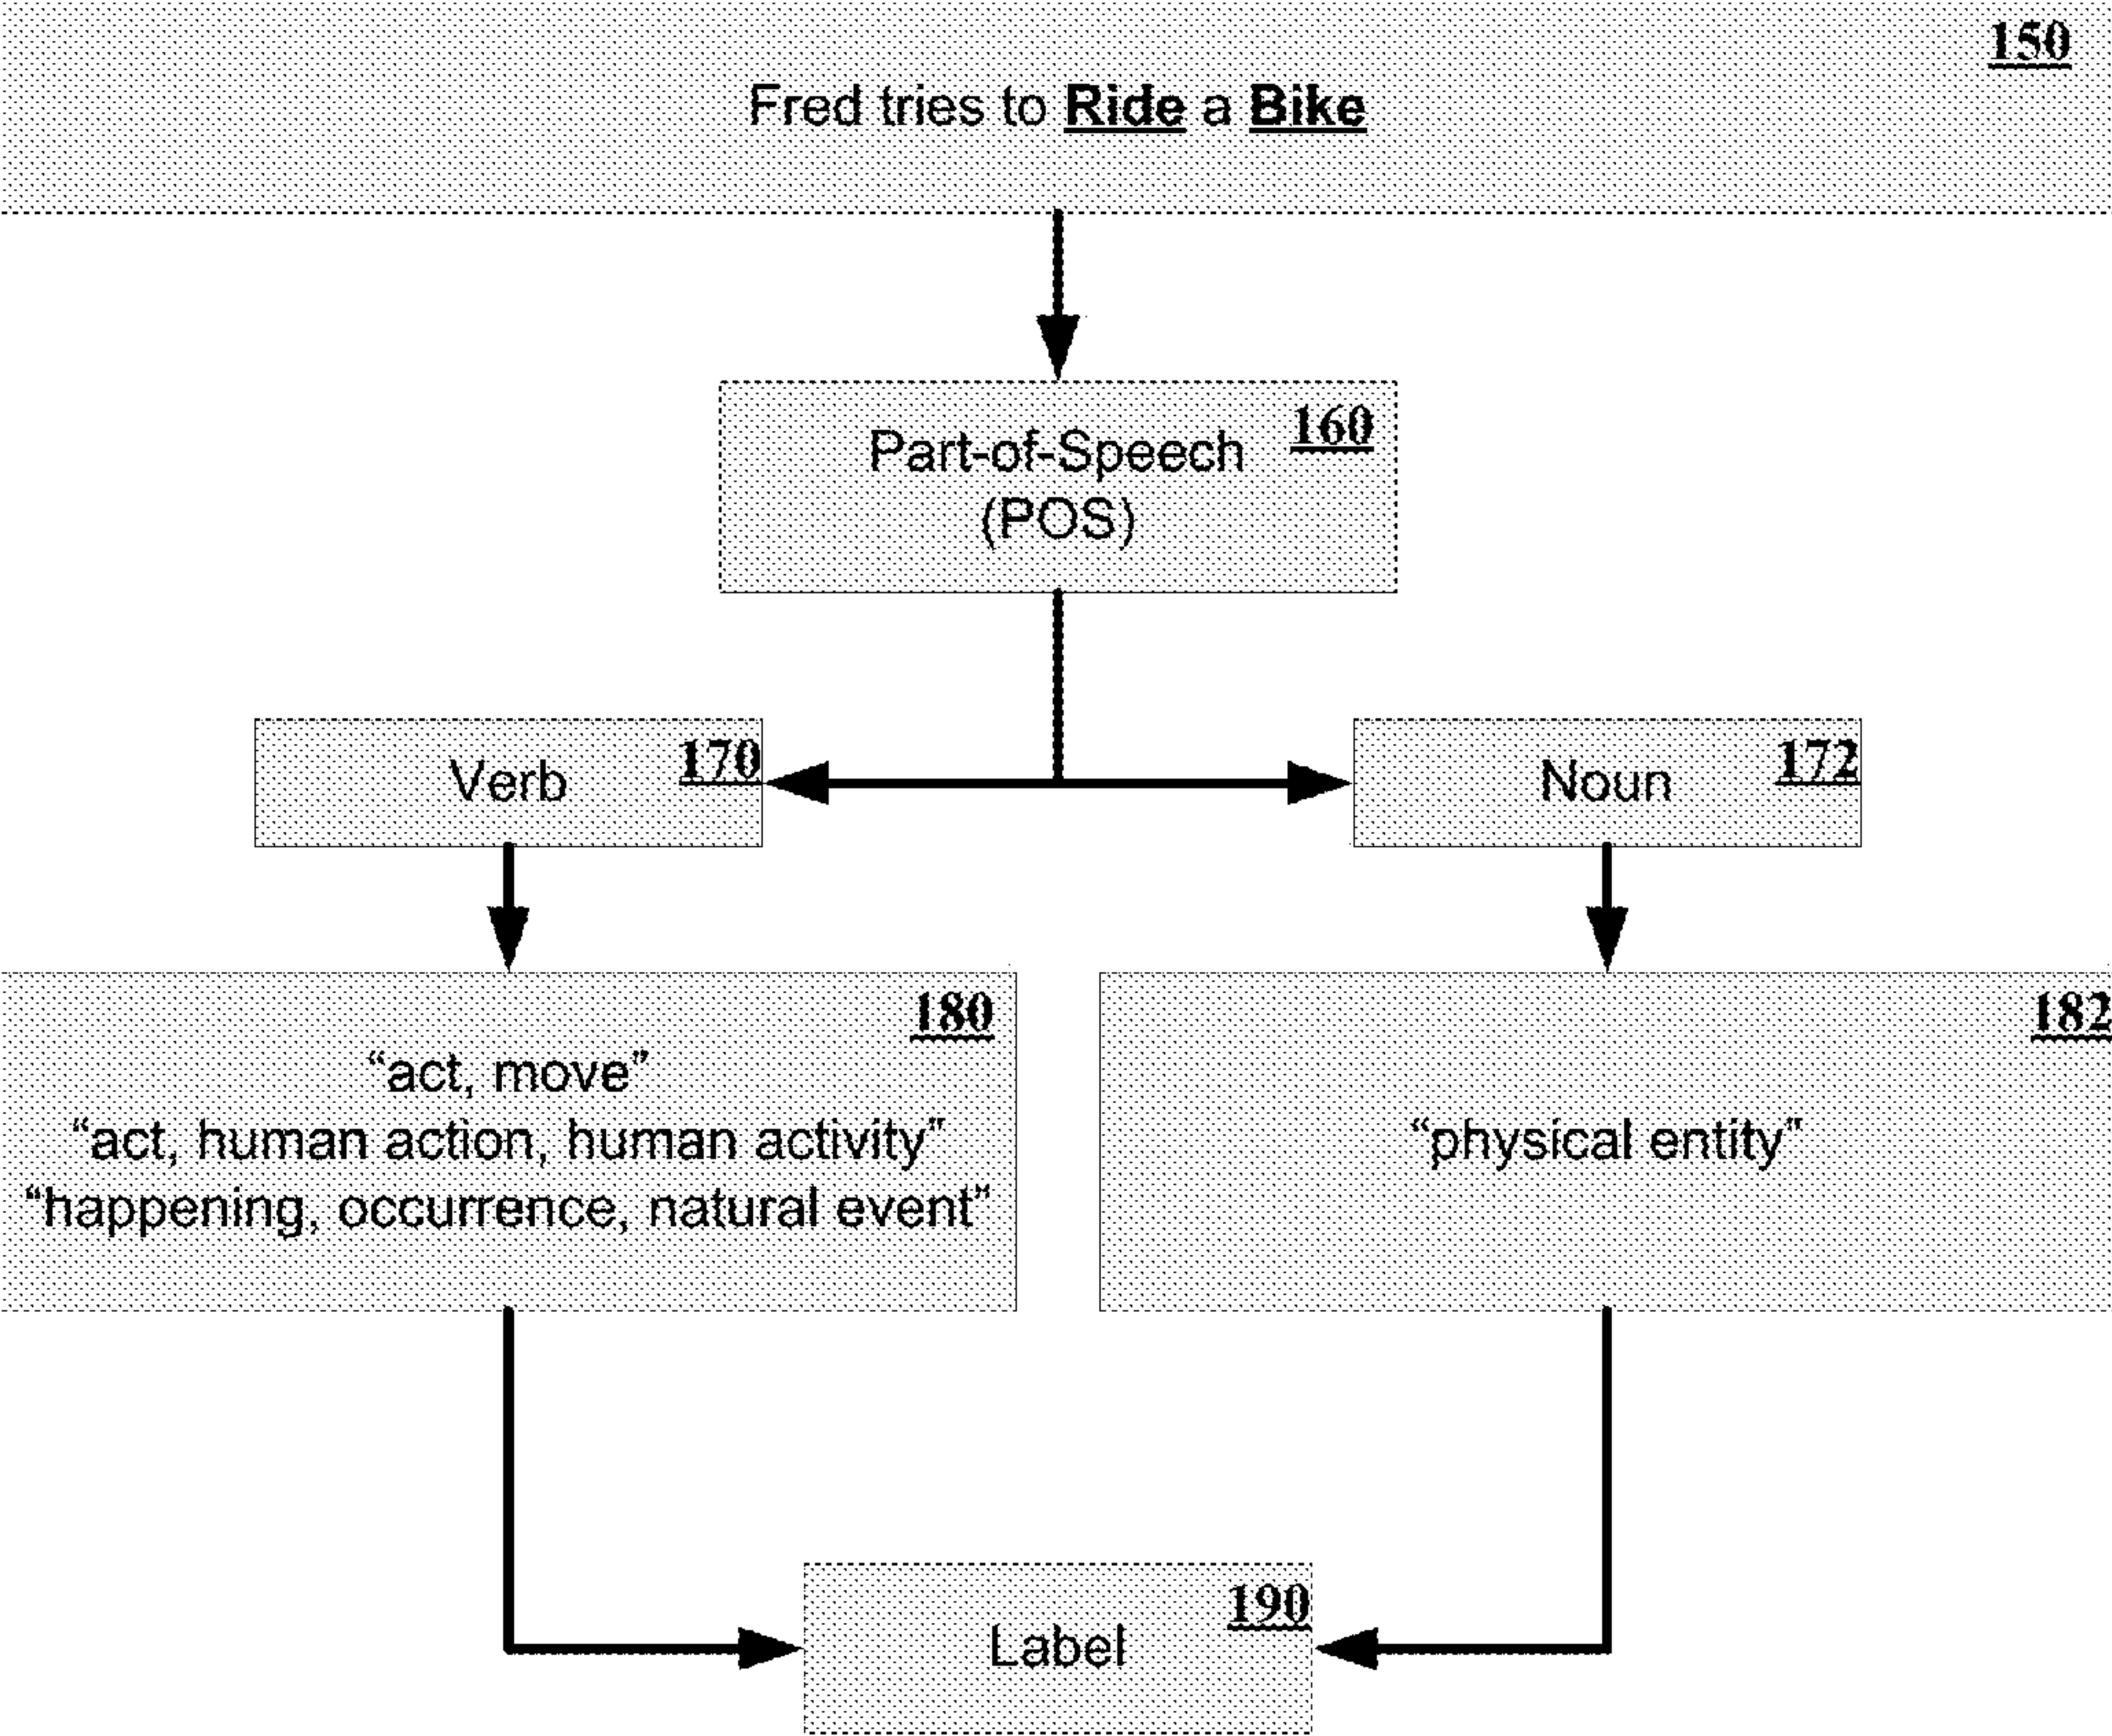 150
Fred tries to Ride a Bike
160
Part-of-Speech
(POS)
170
Verb
172
Noun
180
“act, move”
“act, human action, human activity”
“happening, occurrence, natural event”
182
“physical entity”
190
Label